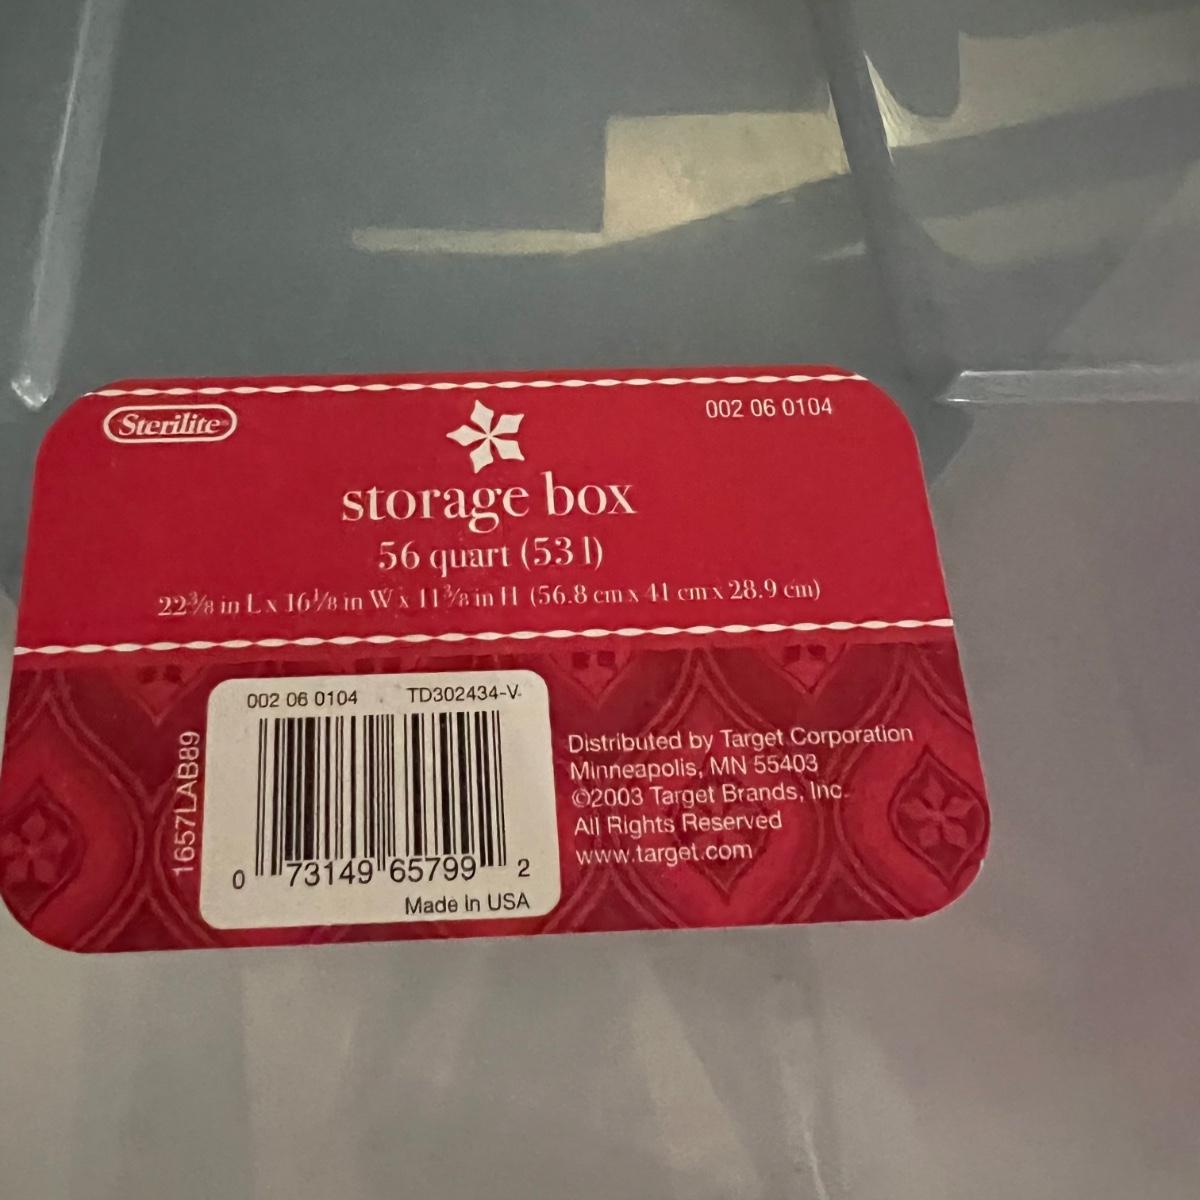 Sterilite
002 06 0104
storage box
56 quart (53 l)
22⅜ in L x 16⅛ in W x 11⅜ in H (56.8 cm x 41 cm x 28.9 cm)
002 06 0104 TD302434-V
1657LAB89
0 73149 65799 2
Made in USA
Distributed by Target Corporation
Minneapolis, MN 55403
©2003 Target Brands, Inc.
All Rights Reserved
www.target.com